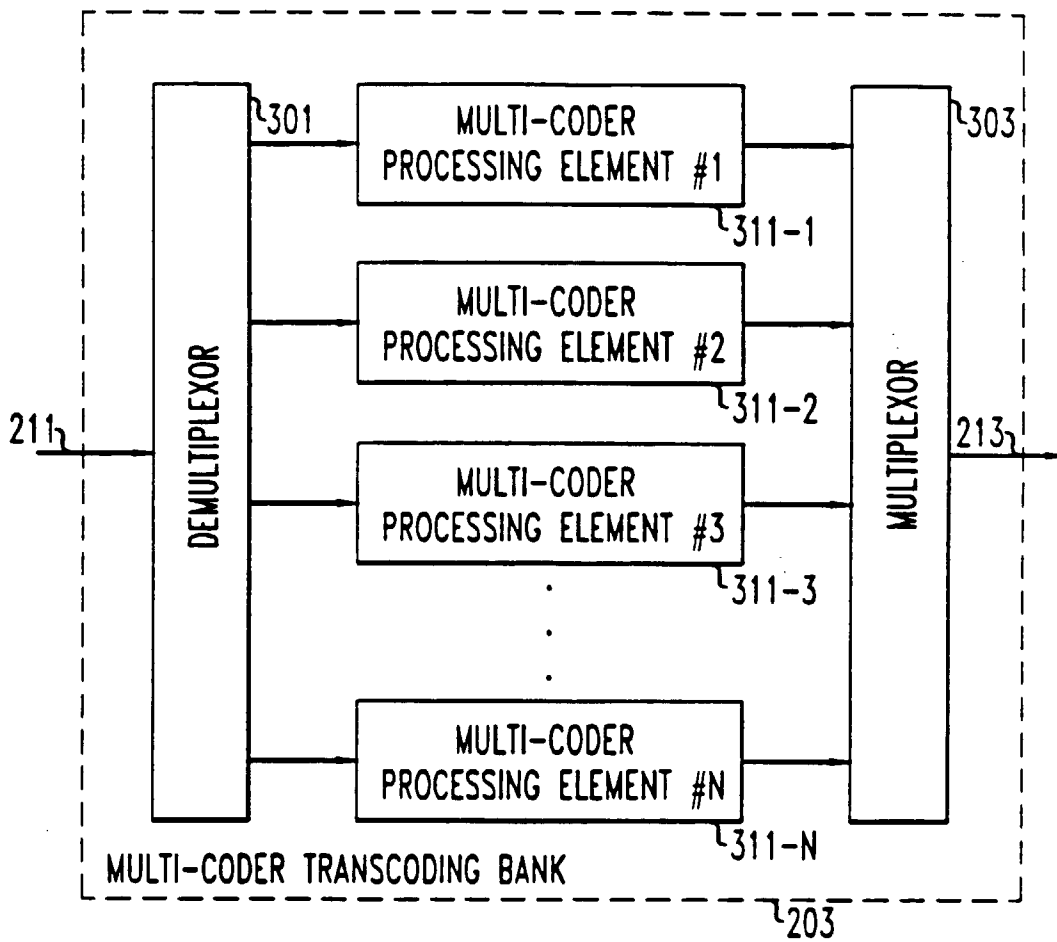 301
MULTI-CODER
PROCESSING ELEMENT #1
311-1
303
MULTI-CODER
PROCESSING ELEMENT #2
311-2
211
DEMULTIPLEXOR
MULTI-CODER
PROCESSING ELEMENT #3
311-3
MULTIPLEXOR
213
MULTI-CODER
PROCESSING ELEMENT #N
311-N
MULTI-CODER TRANSCODING BANK
203